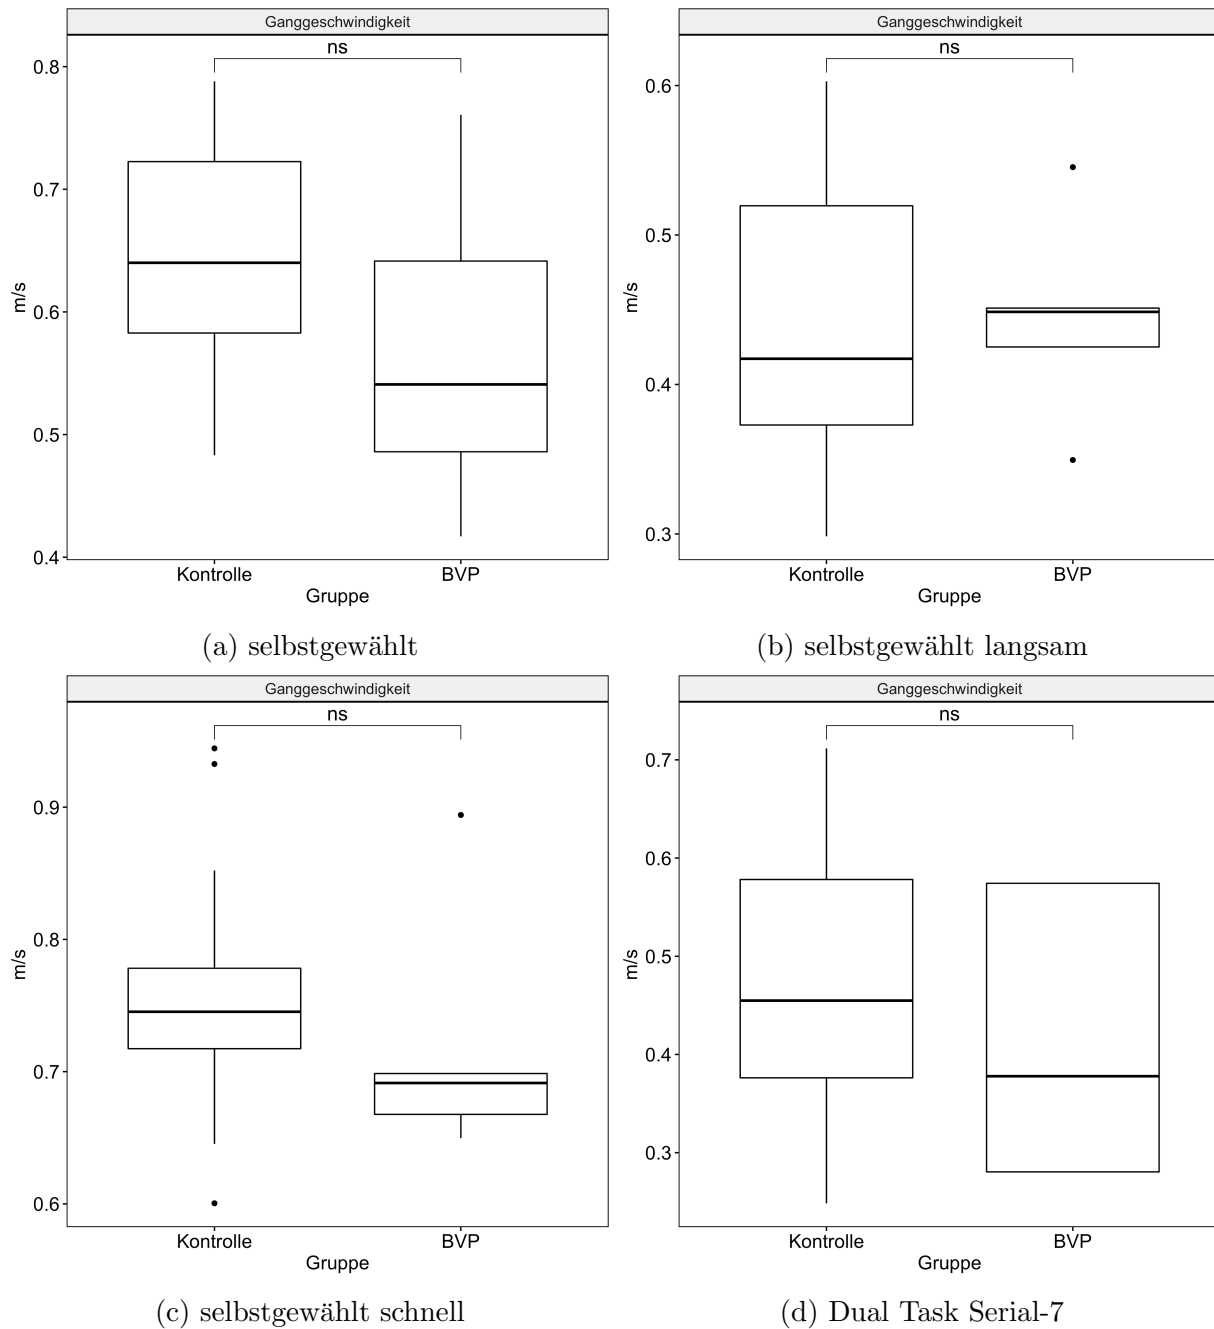 Ganggeschwindigkeit
ns
0.8
0.7
0.6
0.5
0.4
m/s
Kontrolle BVP
Gruppe
(a) selbstgewählt
Ganggeschwindigkeit
ns
0.6
0.5
0.4
0.3
m/s
Kontrolle BVP
Gruppe
(b) selbstgewählt langsam
Ganggeschwindigkeit
ns
0.9
0.8
0.7
0.6
m/s
Kontrolle BVP
Gruppe
(c) selbstgewählt schnell
Ganggeschwindigkeit
ns
0.7
0.6
0.5
0.4
0.3
m/s
Kontrolle BVP
Gruppe
(d) Dual Task Serial-7